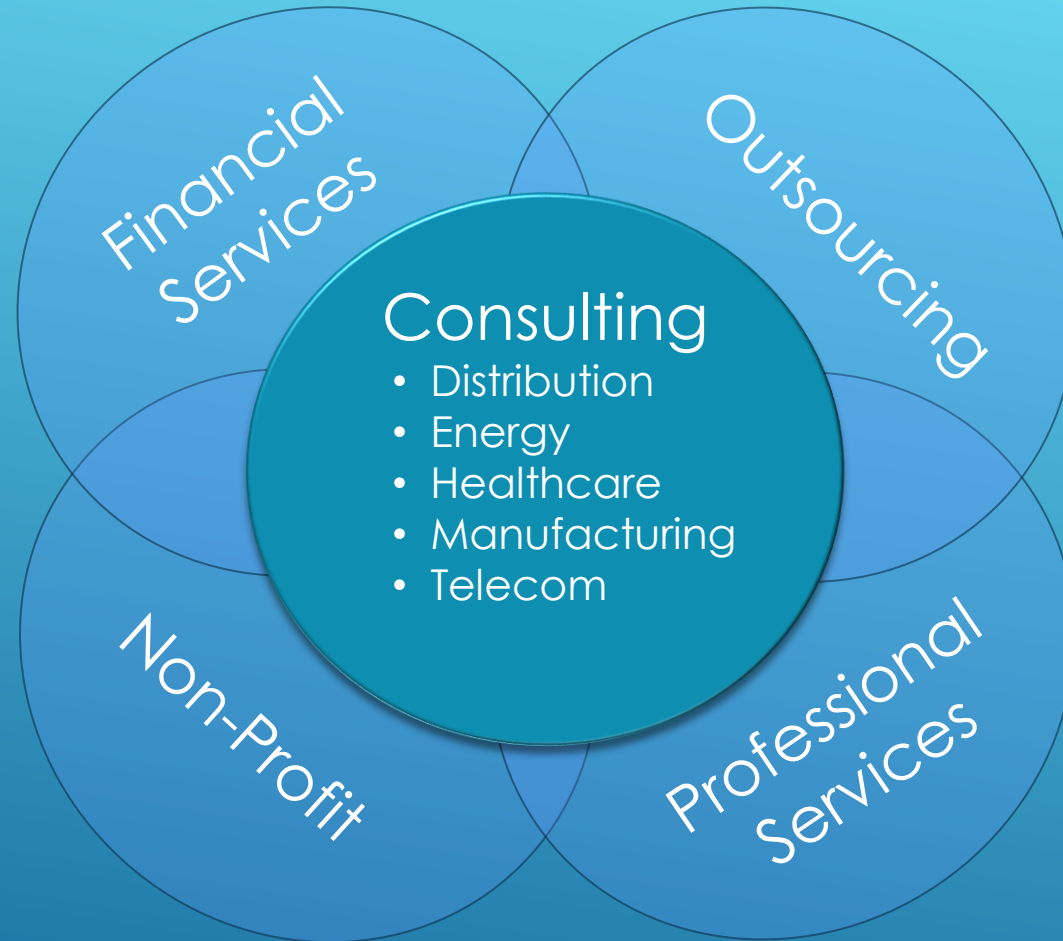 Financial
Services
Outsourcing
Consulting
• Distribution
• Energy
• Healthcare
• Manufacturing
• Telecom
Non-Profit
Professional
Services